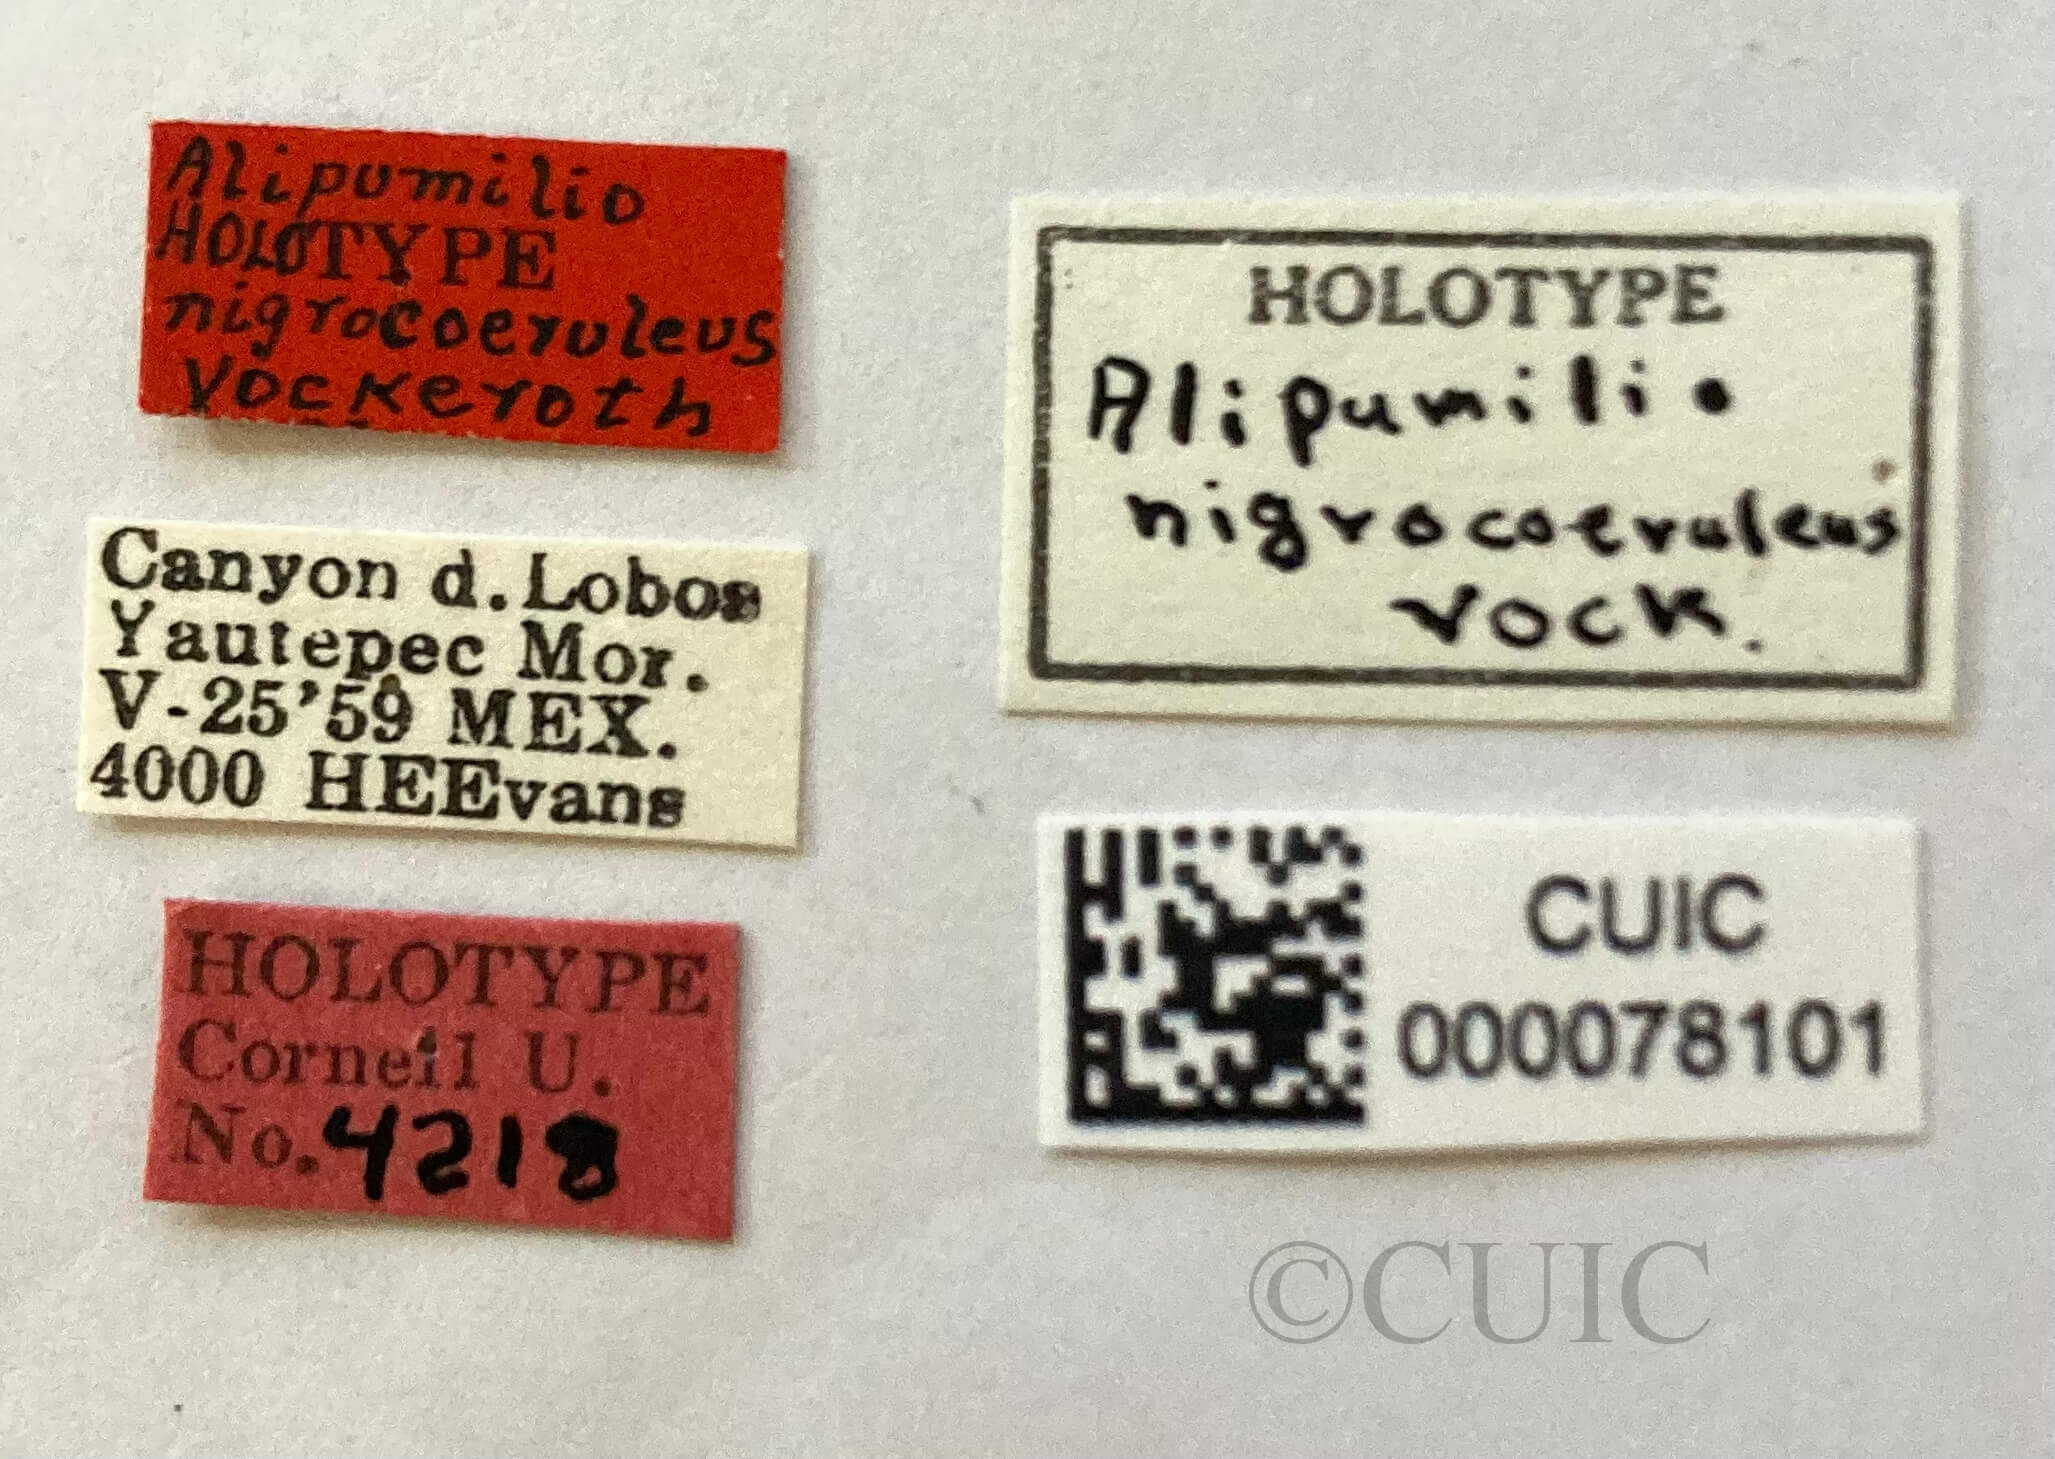 Alipumilio
HOLOTYPE
nigrocoeruleus
Vockeroth
Canyon d. Lobos
Yautepec Mor.
V-25'59 MEX.
4000 HEEvans
HOLOTYPE
Cornell U.
No. 4218
HOLOTYPE
Alipumilio
nigrocoeruleus
Vock.
CUIC
000078101
©CUIC